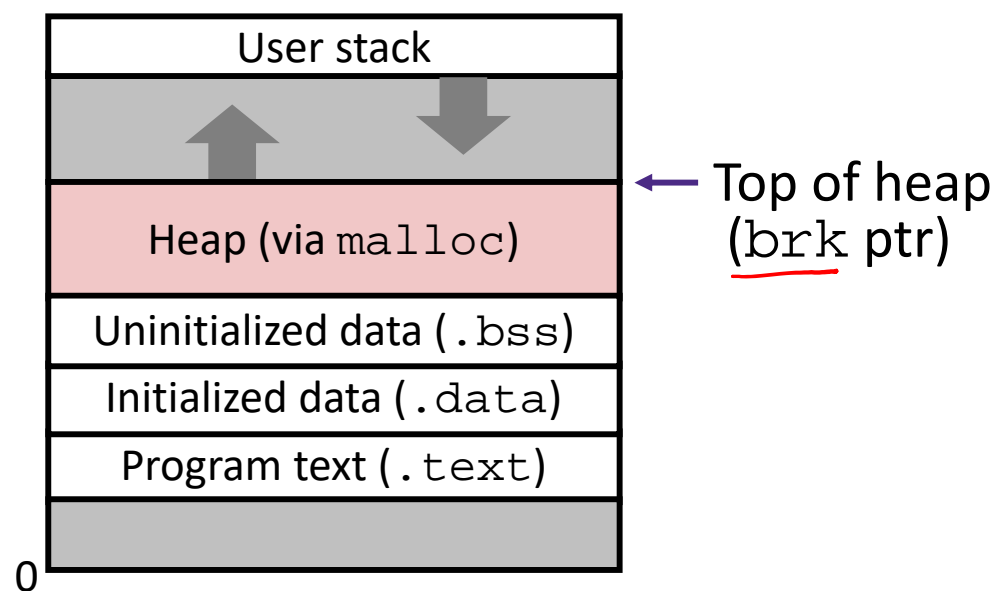 User stack
Top of heap
(brk ptr)
Heap (via malloc)
Uninitialized data (.bss)
Initialized data (.data)
Program text (.text)
0